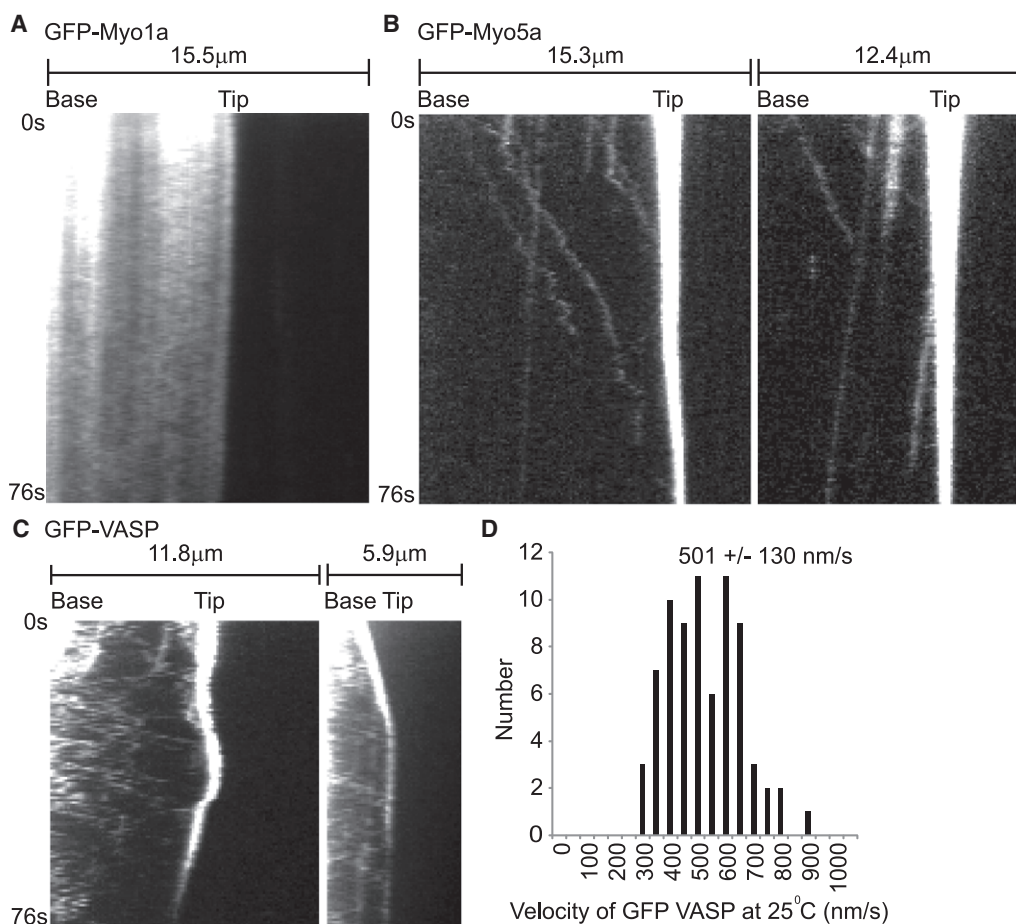 A GFP-Myo1a
15.5μm
Base Tip
0s
76s
B GFP-Myo5a
15.3μm 12.4μm
Base Tip Base Tip
0s
76s
C GFP-VASP
11.8μm 5.9μm
Base Tip Base Tip
0s
76s
D
501 +/- 130 nm/s
12
10
8
6
4
2
0
Number
0 100 200 300 400 500 600 700 800 9000 1000
Velocity of GFP VASP at 25⁰C (nm/s)